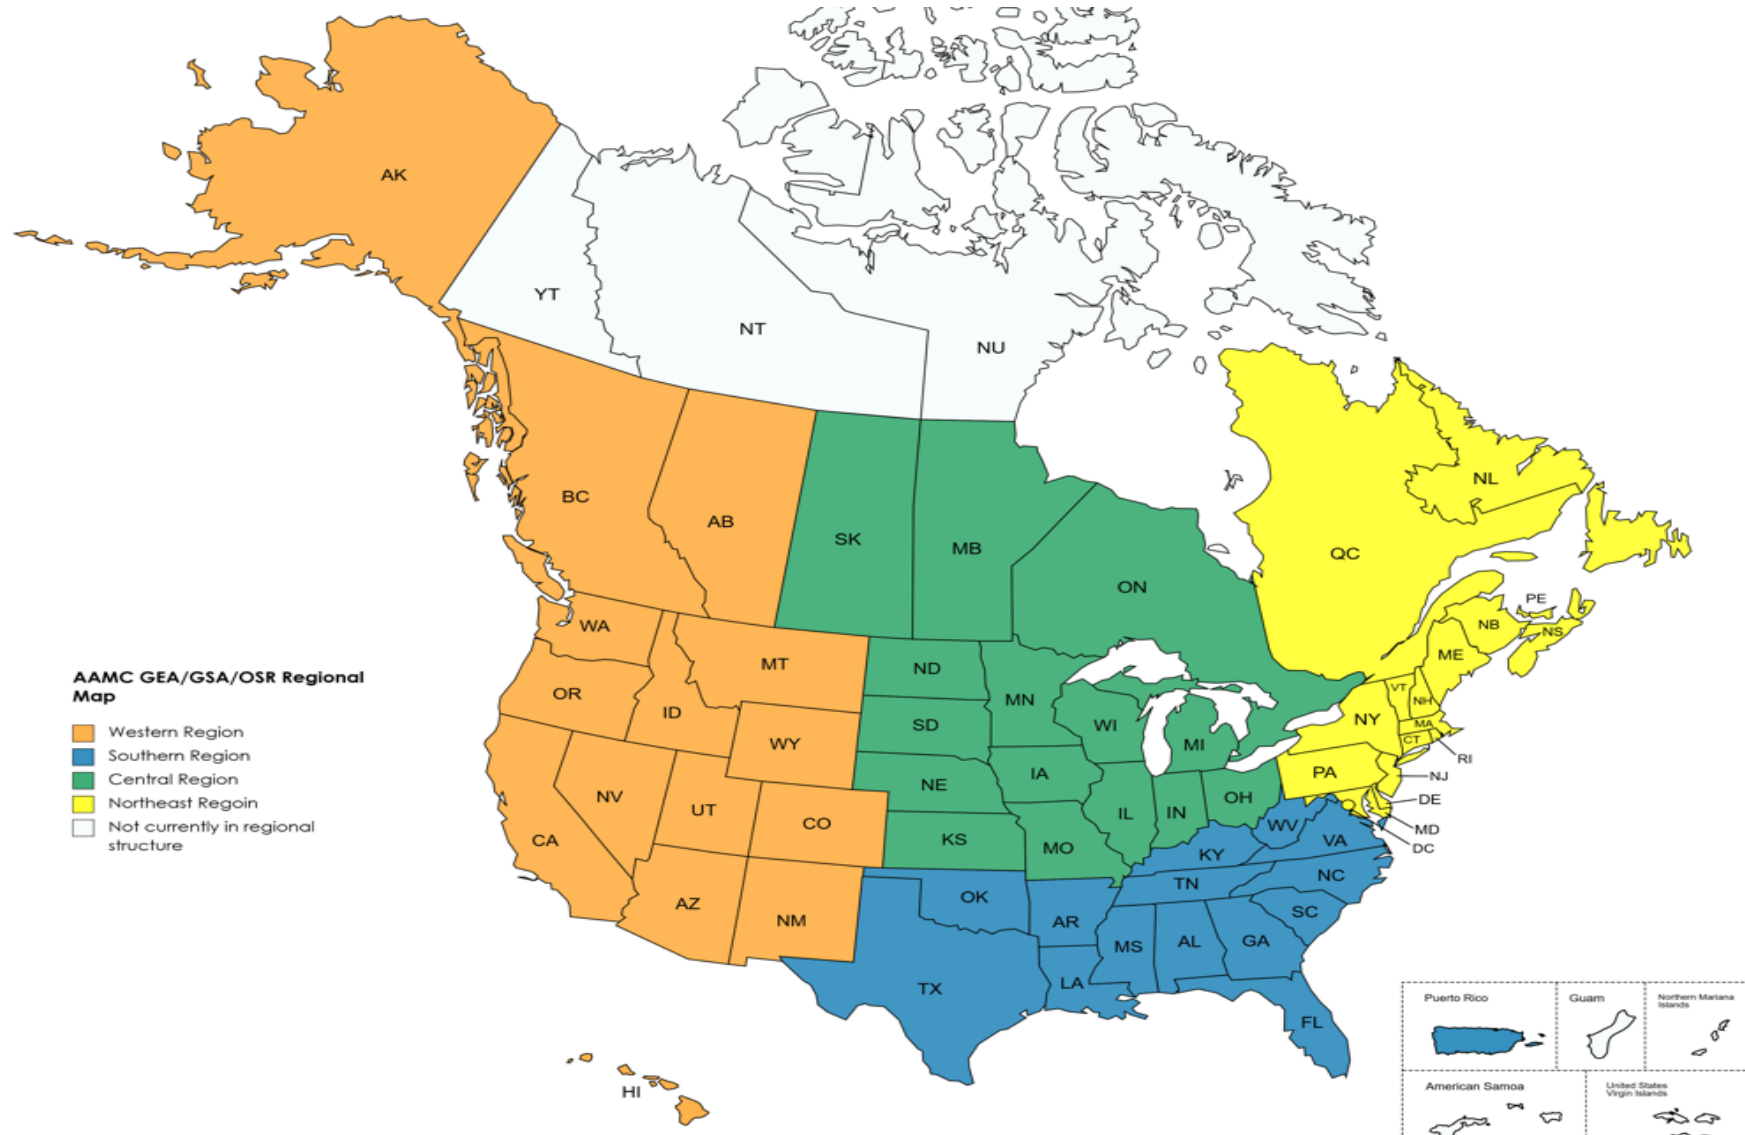 AK
YT
NT
NU
BC
AB
SK
MB
ON
QC
NL
PE
NB
NS
ME
WA
MT
ND
MN
OR
ID
SD
WI
MI
VT
NH
NY
MA
CT
RI
WY
NE
IA
PA
NJ
NV
UT
CO
KS
IL
IN
OH
DE
MD
DC
CA
MO
WV
VA
KY
AZ
NM
OK
AR
TN
NC
SC
MS
AL
GA
TX
LA
FL
HI
AAMC GEA/GSA/OSR Regional
Map
Western Region
Southern Region
Central Region
Northeast Regoin
Not currently in regional
structure
Puerto Rico
Guam
Northern Mariana
Islands
American Samoa
United States
Virgin Islands